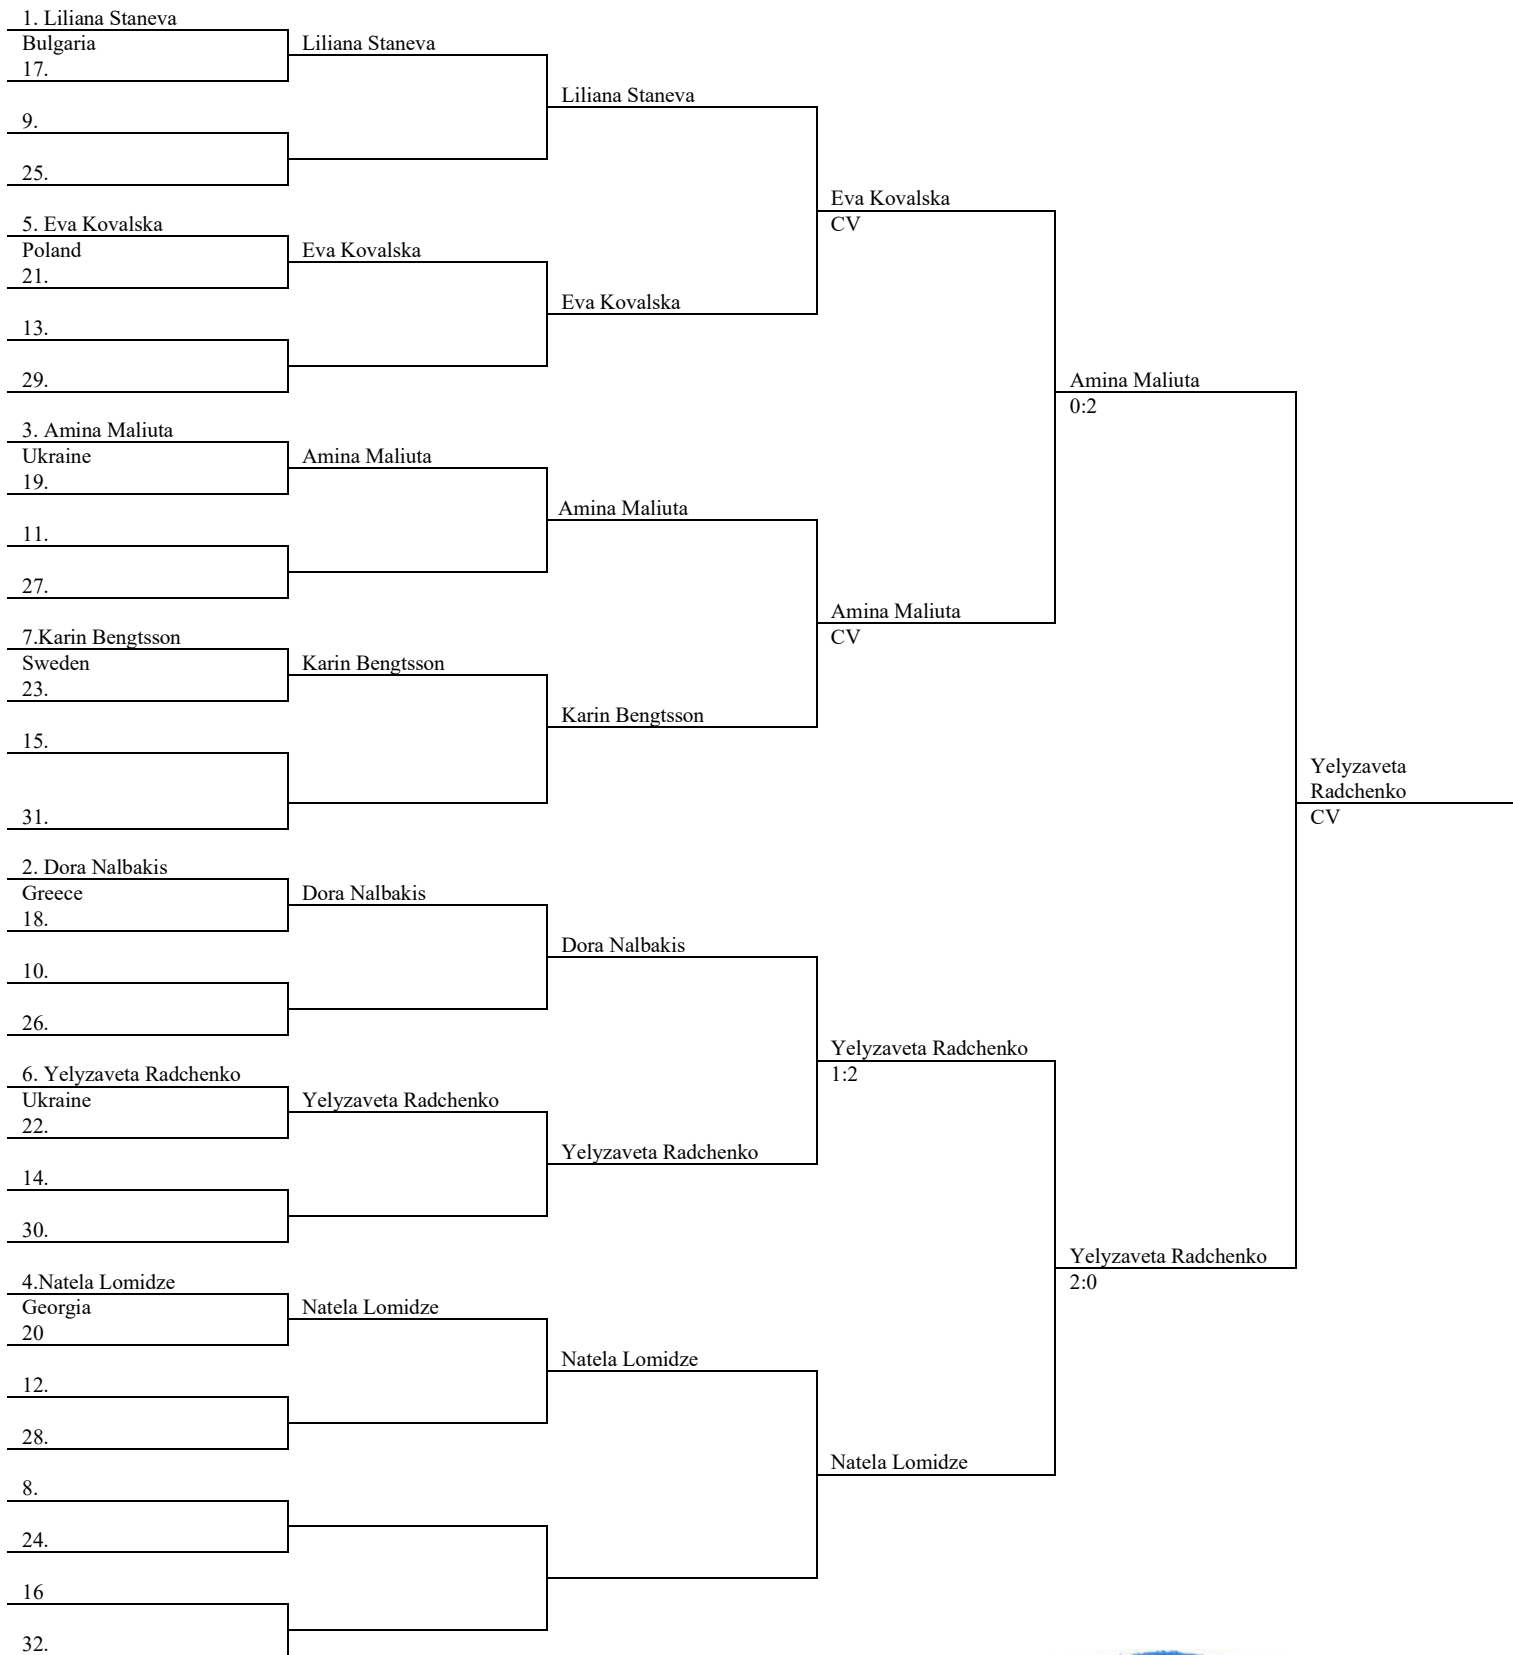 1. Liliana Staneva
Bulgaria
Liliana Staneva
17.
Liliana Staneva
9.
25.
Eva Kovalska
CV
5. Eva Kovalska
Poland
Eva Kovalska
21.
Eva Kovalska
13.
29.
Amina Maliuta
0:2
3. Amina Maliuta
Ukraine
Amina Maliuta
19.
Amina Maliuta
11.
27.
Amina Maliuta
CV
7.Karin Bengtsson
Sweden
Karin Bengtsson
23.
Karin Bengtsson
15.
31.
Yelyzaveta
Radchenko
CV
2. Dora Nalbakis
Greece
Dora Nalbakis
18.
Dora Nalbakis
10.
26.
Yelyzaveta Radchenko
1:2
6. Yelyzaveta Radchenko
Ukraine
Yelyzaveta Radchenko
22.
Yelyzaveta Radchenko
14.
30.
Yelyzaveta Radchenko
2:0
4.Natela Lomidze
Georgia
Natela Lomidze
20
Natela Lomidze
12.
28.
Natela Lomidze
8.
24.
16
32.